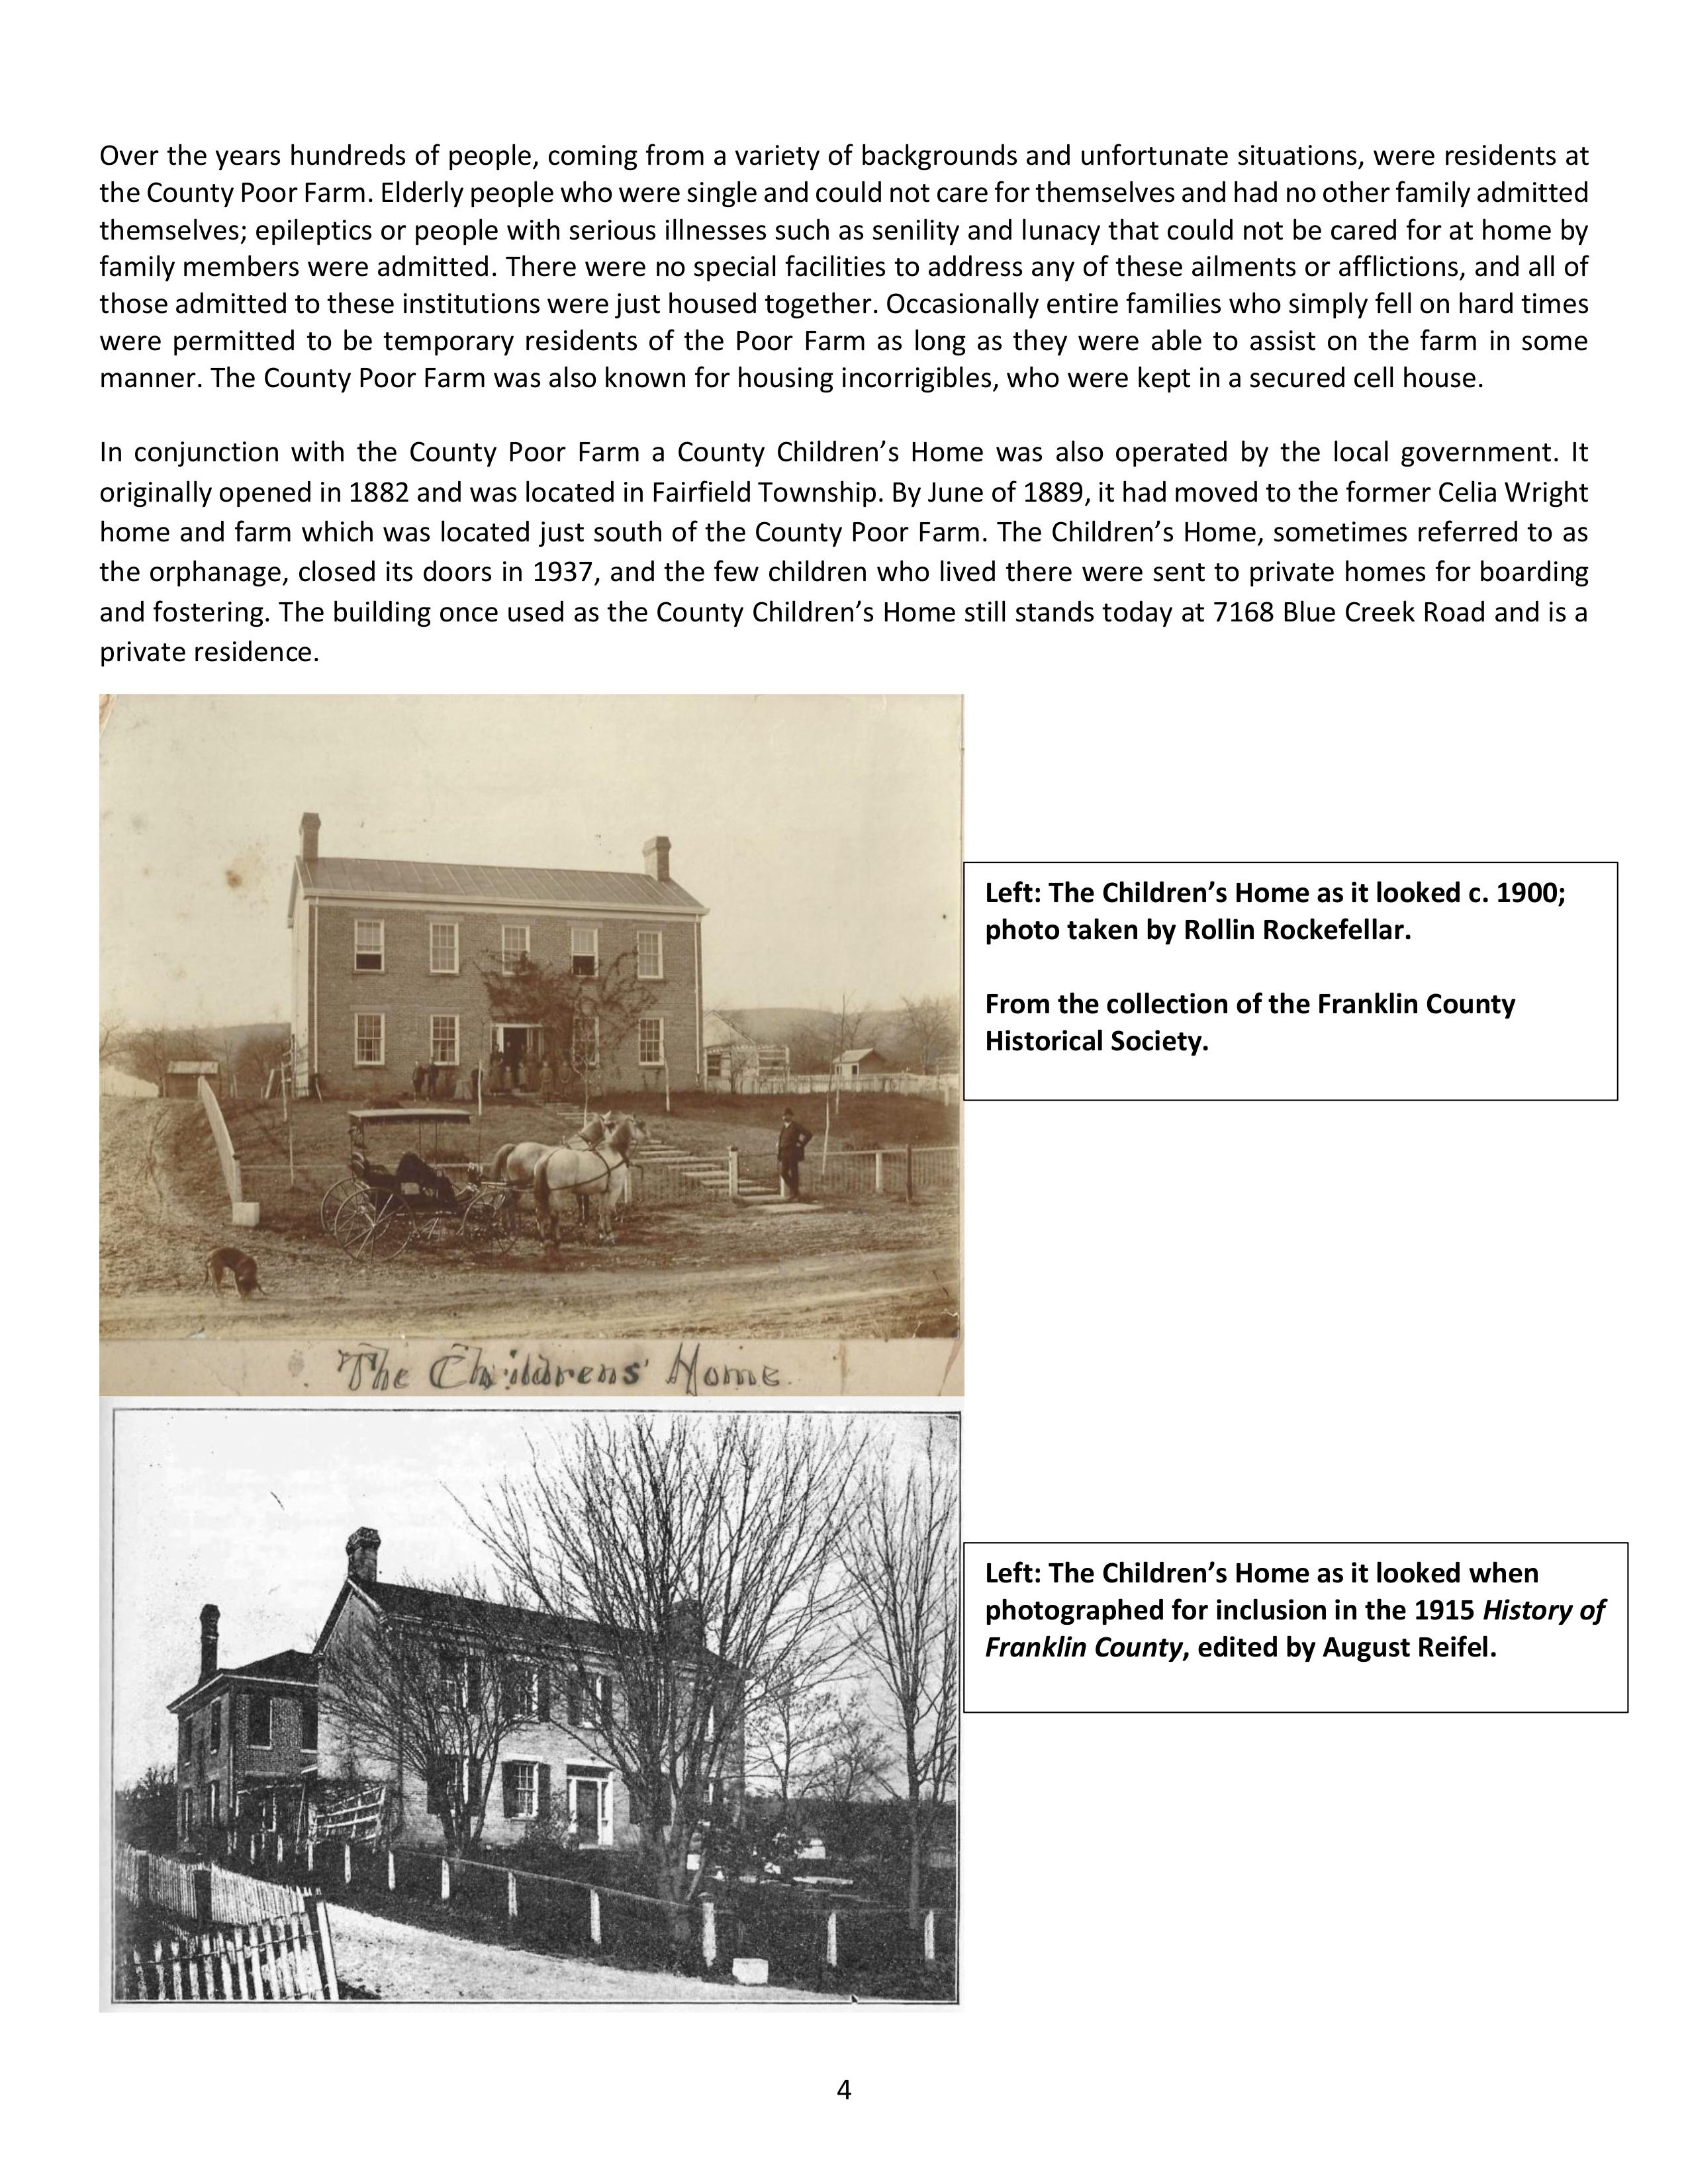 Over the years hundreds of people, coming from a variety of backgrounds and unfortunate situations, were residents at
the County Poor Farm. Elderly people who were single and could not care for themselves and had no other family admitted
themselves; epileptics or people with serious illnesses such as senility and lunacy that could not be cared for at home by
family members were admitted. There were no special facilities to address any of these ailments or afflictions, and all of
those admitted to these institutions were just housed together. Occasionally entire families who simply fell on hard times
were permitted to be temporary residents of the Poor Farm as long as they were able to assist on the farm in some
manner. The County Poor Farm was also known for housing incorrigibles, who were kept in a secured cell house.
In conjunction with the County Poor Farm a County Children’s Home was also operated by the local government. It
originally opened in 1882 and was located in Fairfield Township. By June of 1889, it had moved to the former Celia Wright
home and farm which was located just south of the County Poor Farm. The Children’s Home, sometimes referred to as
the orphanage, closed its doors in 1937, and the few children who lived there were sent to private homes for boarding
and fostering. The building once used as the County Children’s Home still stands today at 7168 Blue Creek Road and is a
private residence.
Left: The Children’s Home as it looked c. 1900;
photo taken by Rollin Rockefellar.
From the collection of the Franklin County
Historical Society.
The Childrens' Home.
Left: The Children’s Home as it looked when
photographed for inclusion in the 1915 History of
Franklin County, edited by August Reifel.
4